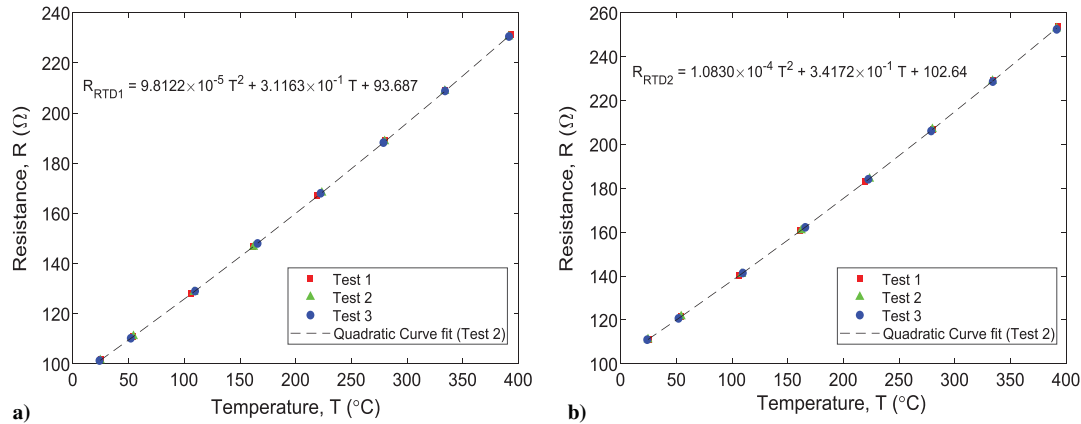 240
220
200
180
160
140
120
100
Resistance, R (Ω)
R_RTD1 = 9.8122×10^-5 T^2 + 3.1163×10^-1 T + 93.687
Test 1
Test 2
Test 3
Quadratic Curve fit (Test 2)
0 50 100 150 200 250 300 350 400
Temperature, T (°C)
a)
260
240
220
200
180
160
140
120
100
Resistance, R (Ω)
R_RTD2 = 1.0830×10^-4 T^2 + 3.4172×10^-1 T + 102.64
Test 1
Test 2
Test 3
Quadratic Curve fit (Test 2)
0 50 100 150 200 250 300 350 400
Temperature, T (°C)
b)